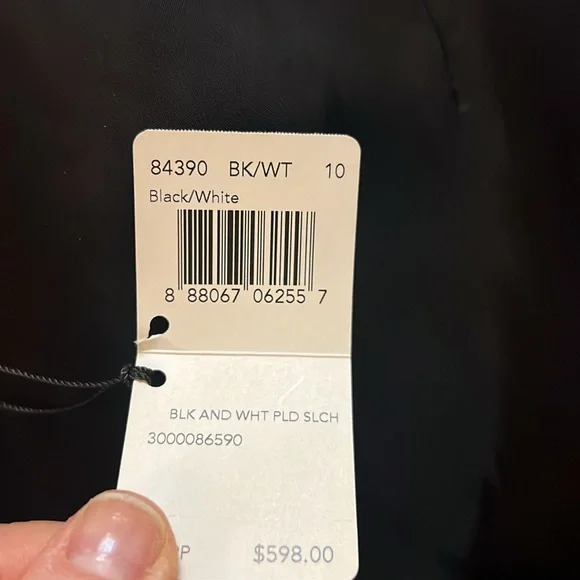 84390 BK/WT 10
Black/White
8 88067 06255 7
BLK AND WHT PLD SLCH
3000086590
$598.00